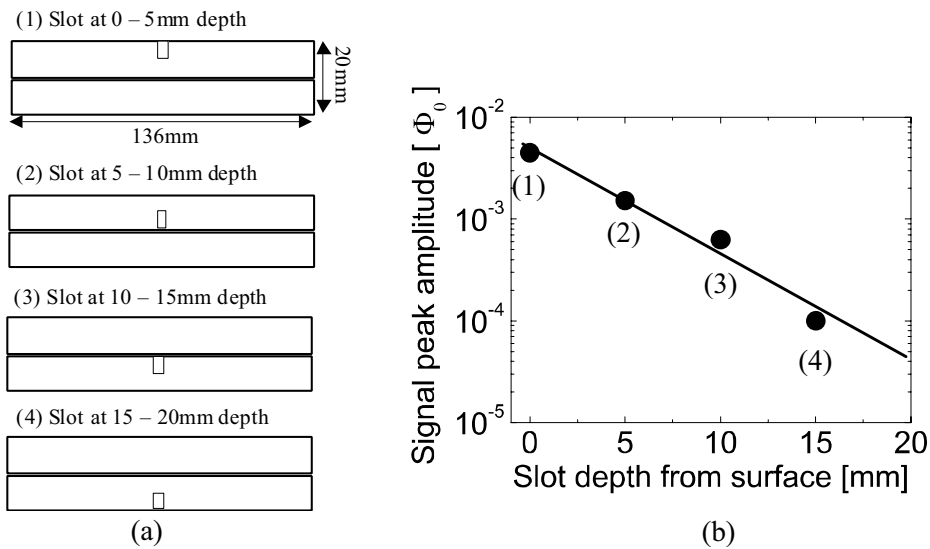 (1) Slot at 0 – 5mm depth
20mm
136mm
(2) Slot at 5 – 10mm depth
(3) Slot at 10 – 15mm depth
(4) Slot at 15 – 20mm depth
(a)
Signal peak amplitude [ Φ₀ ]
10⁻²
10⁻³
10⁻⁴
10⁻⁵
(1)
(2)
(3)
(4)
0 5 10 15 20
Slot depth from surface [mm]
(b)